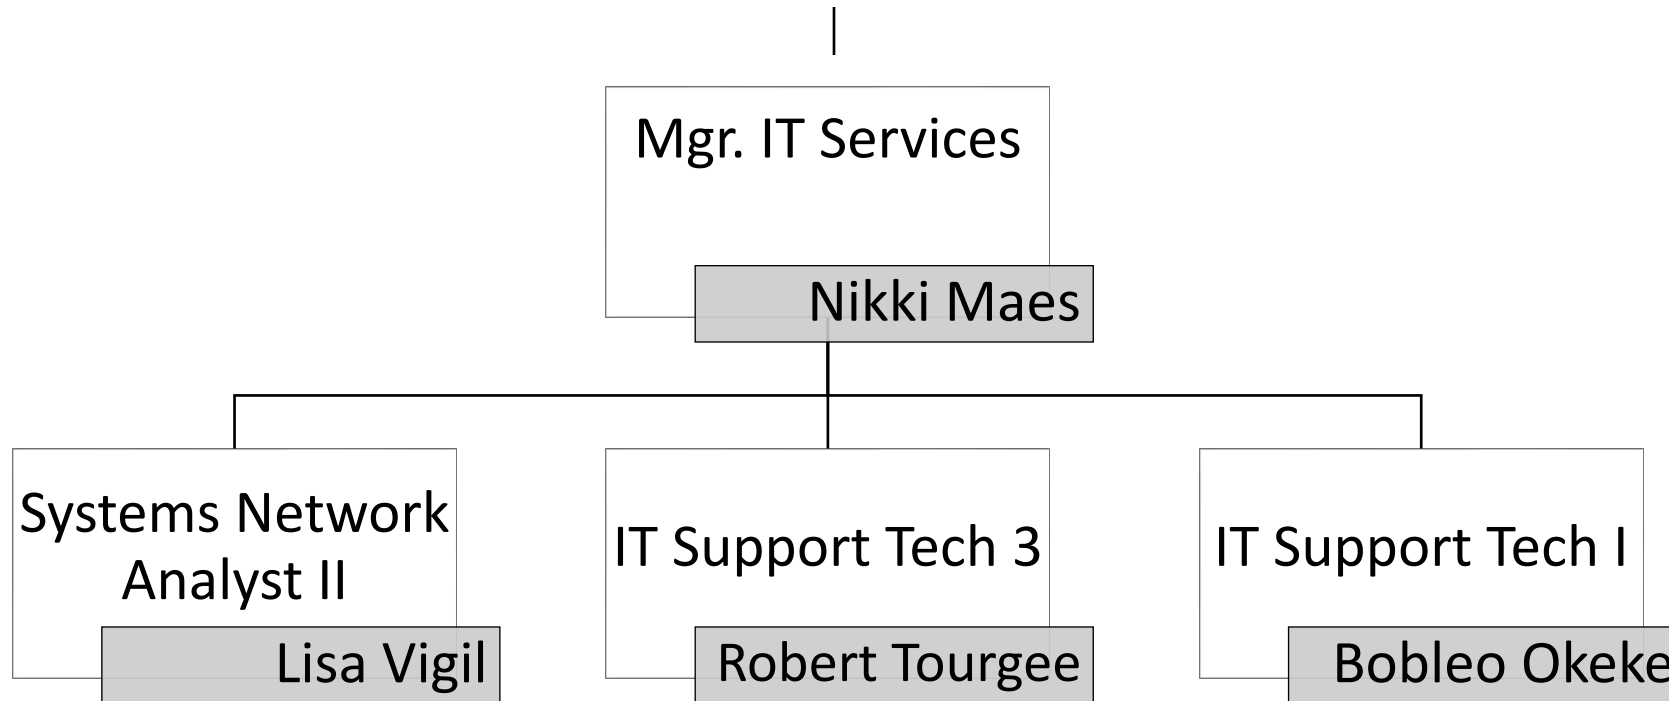 Mgr. IT Services
Nikki Maes
Systems Network
Analyst II
Lisa Vigil
IT Support Tech 3
Robert Tourgee
IT Support Tech I
Bobleo Okeke